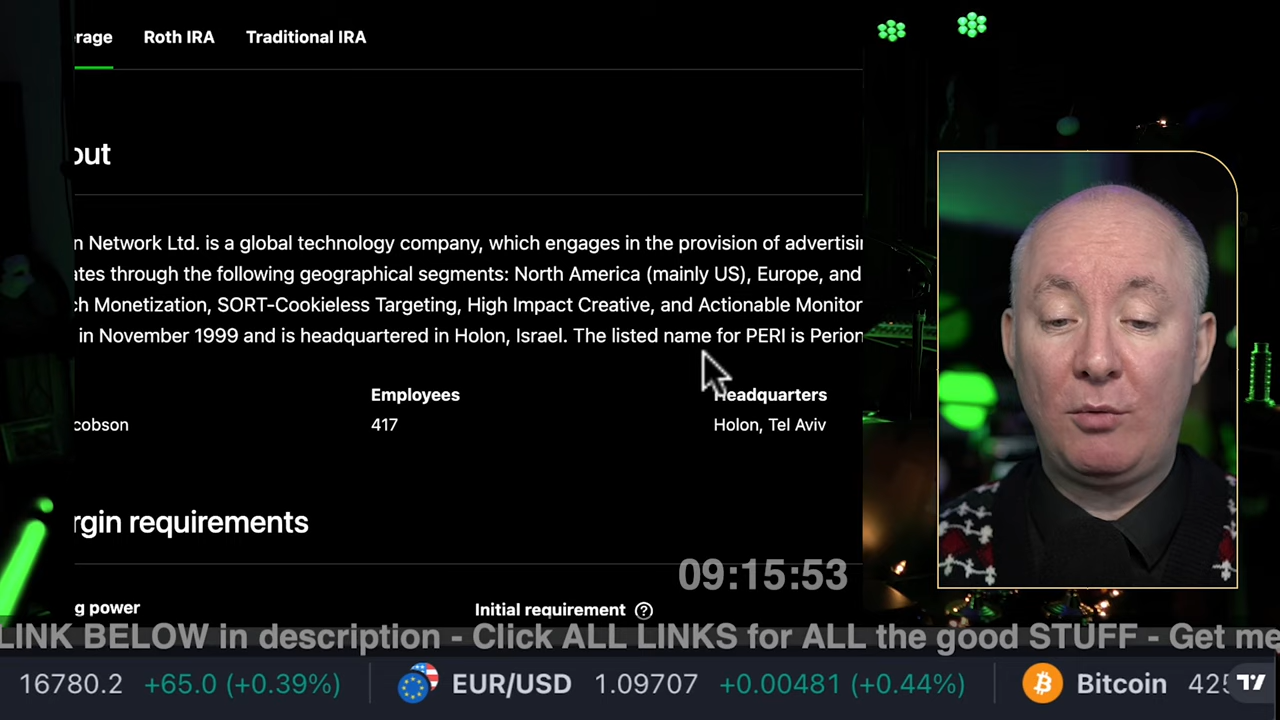 rage Roth IRA Traditional IRA
out
n Network Ltd. is a global technology company, which engages in the provision of advertisi
ates through the following geographical segments: North America (mainly US), Europe, and
ch Monetization, SORT-Cookieless Targeting, High Impact Creative, and Actionable Monitor
in November 1999 and is headquartered in Holon, Israel. The listed name for PERI is Perion
Employees Headquarters
cobson 417 Holon, Tel Aviv
rgin requirements
09:15:53
g power Initial requirement ?
LINK BELOW in description - Click ALL LINKS for ALL the good STUFF - Get me
16780.2 +65.0 (+0.39%) EUR/USD 1.09707 +0.00481 (+0.44%) Bitcoin 425